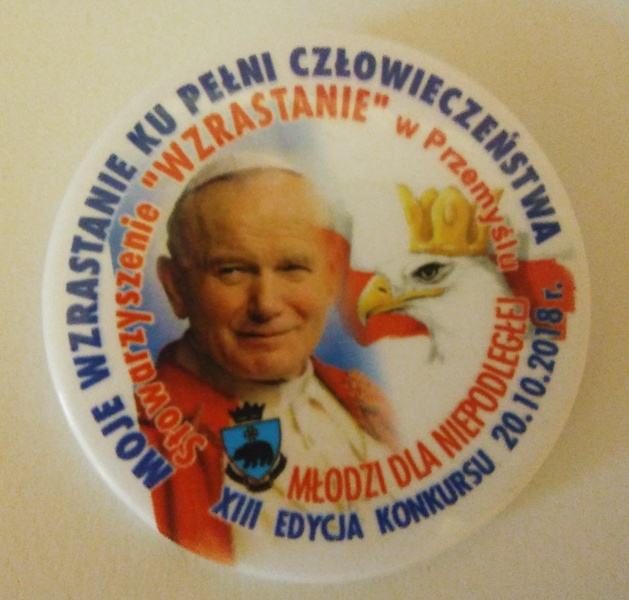 MOJE WZRASTANIE KU PEŁNI CZŁOWIECZEŃSTWA
Stowarzyszenie "WZRASTANIE" w Przemyślu
MŁODZI DLA NIEPODLEGŁEJ
XIII EDYCJA KONKURSU 20.10.2018 r.